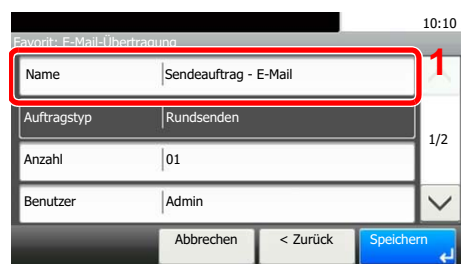 10:10
Favorit: E-Mail-Übertragung
1
Name Sendeauftrag - E-Mail
Auftragstyp Rundsenden
1/2
Anzahl 01
Benutzer Admin
Abbrechen < Zurück Speichern